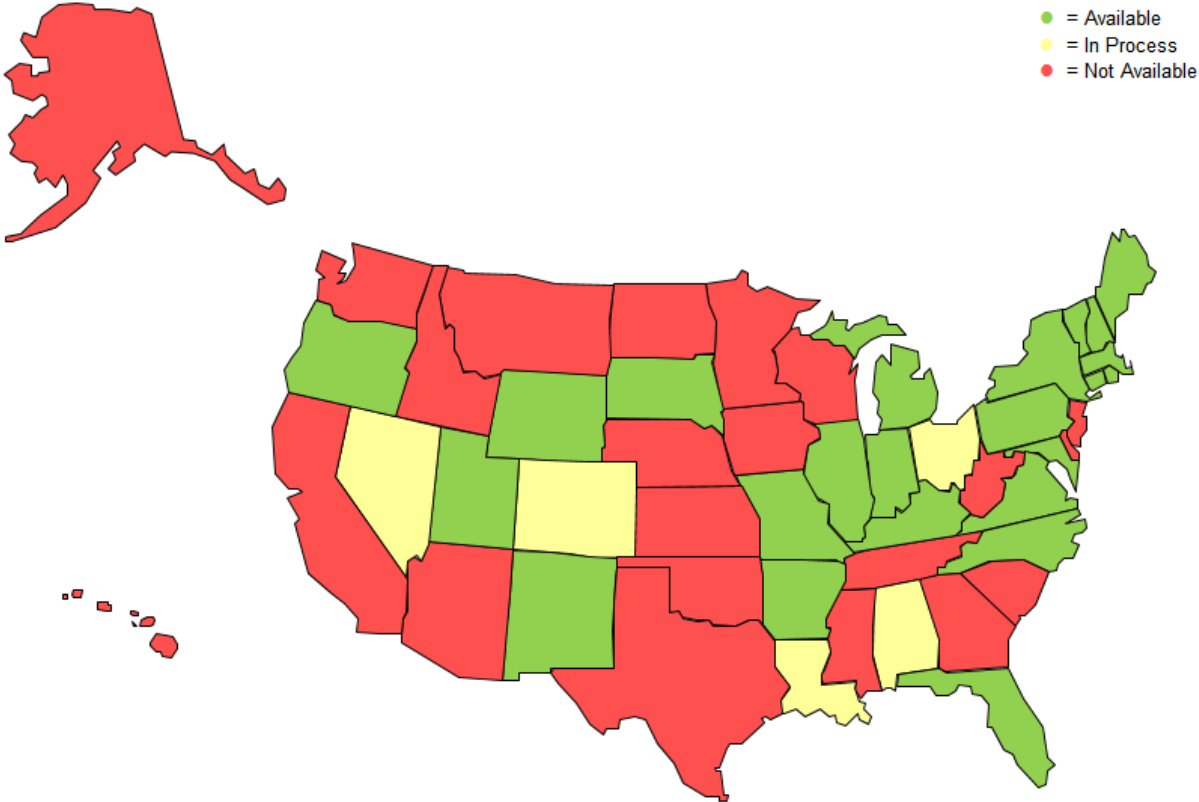 = Available
= In Process
= Not Available